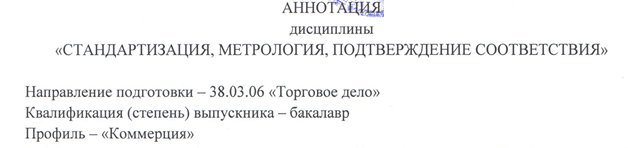 АННОТАЦИЯ
дисциплины
«СТАНДАРТИЗАЦИЯ, МЕТРОЛОГИЯ, ПОДТВЕРЖДЕНИЕ СООТВЕТСТВИЯ»
Направление подготовки – 38.03.06 «Торговое дело»
Квалификация (степень) выпускника – бакалавр
Профиль – «Коммерция»